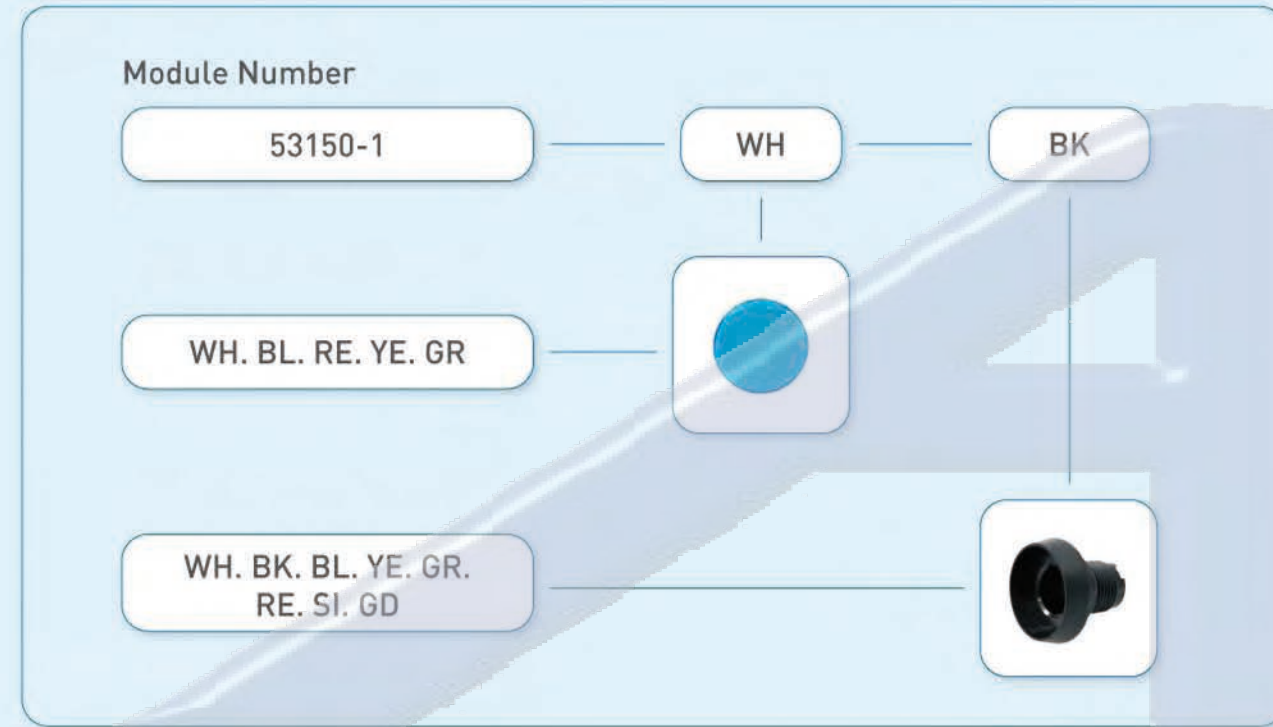 Module Number
53150-1
WH
BK
WH. BL. RE. YE. GR
WH. BK. BL. YE. GR.
RE. SI. GD